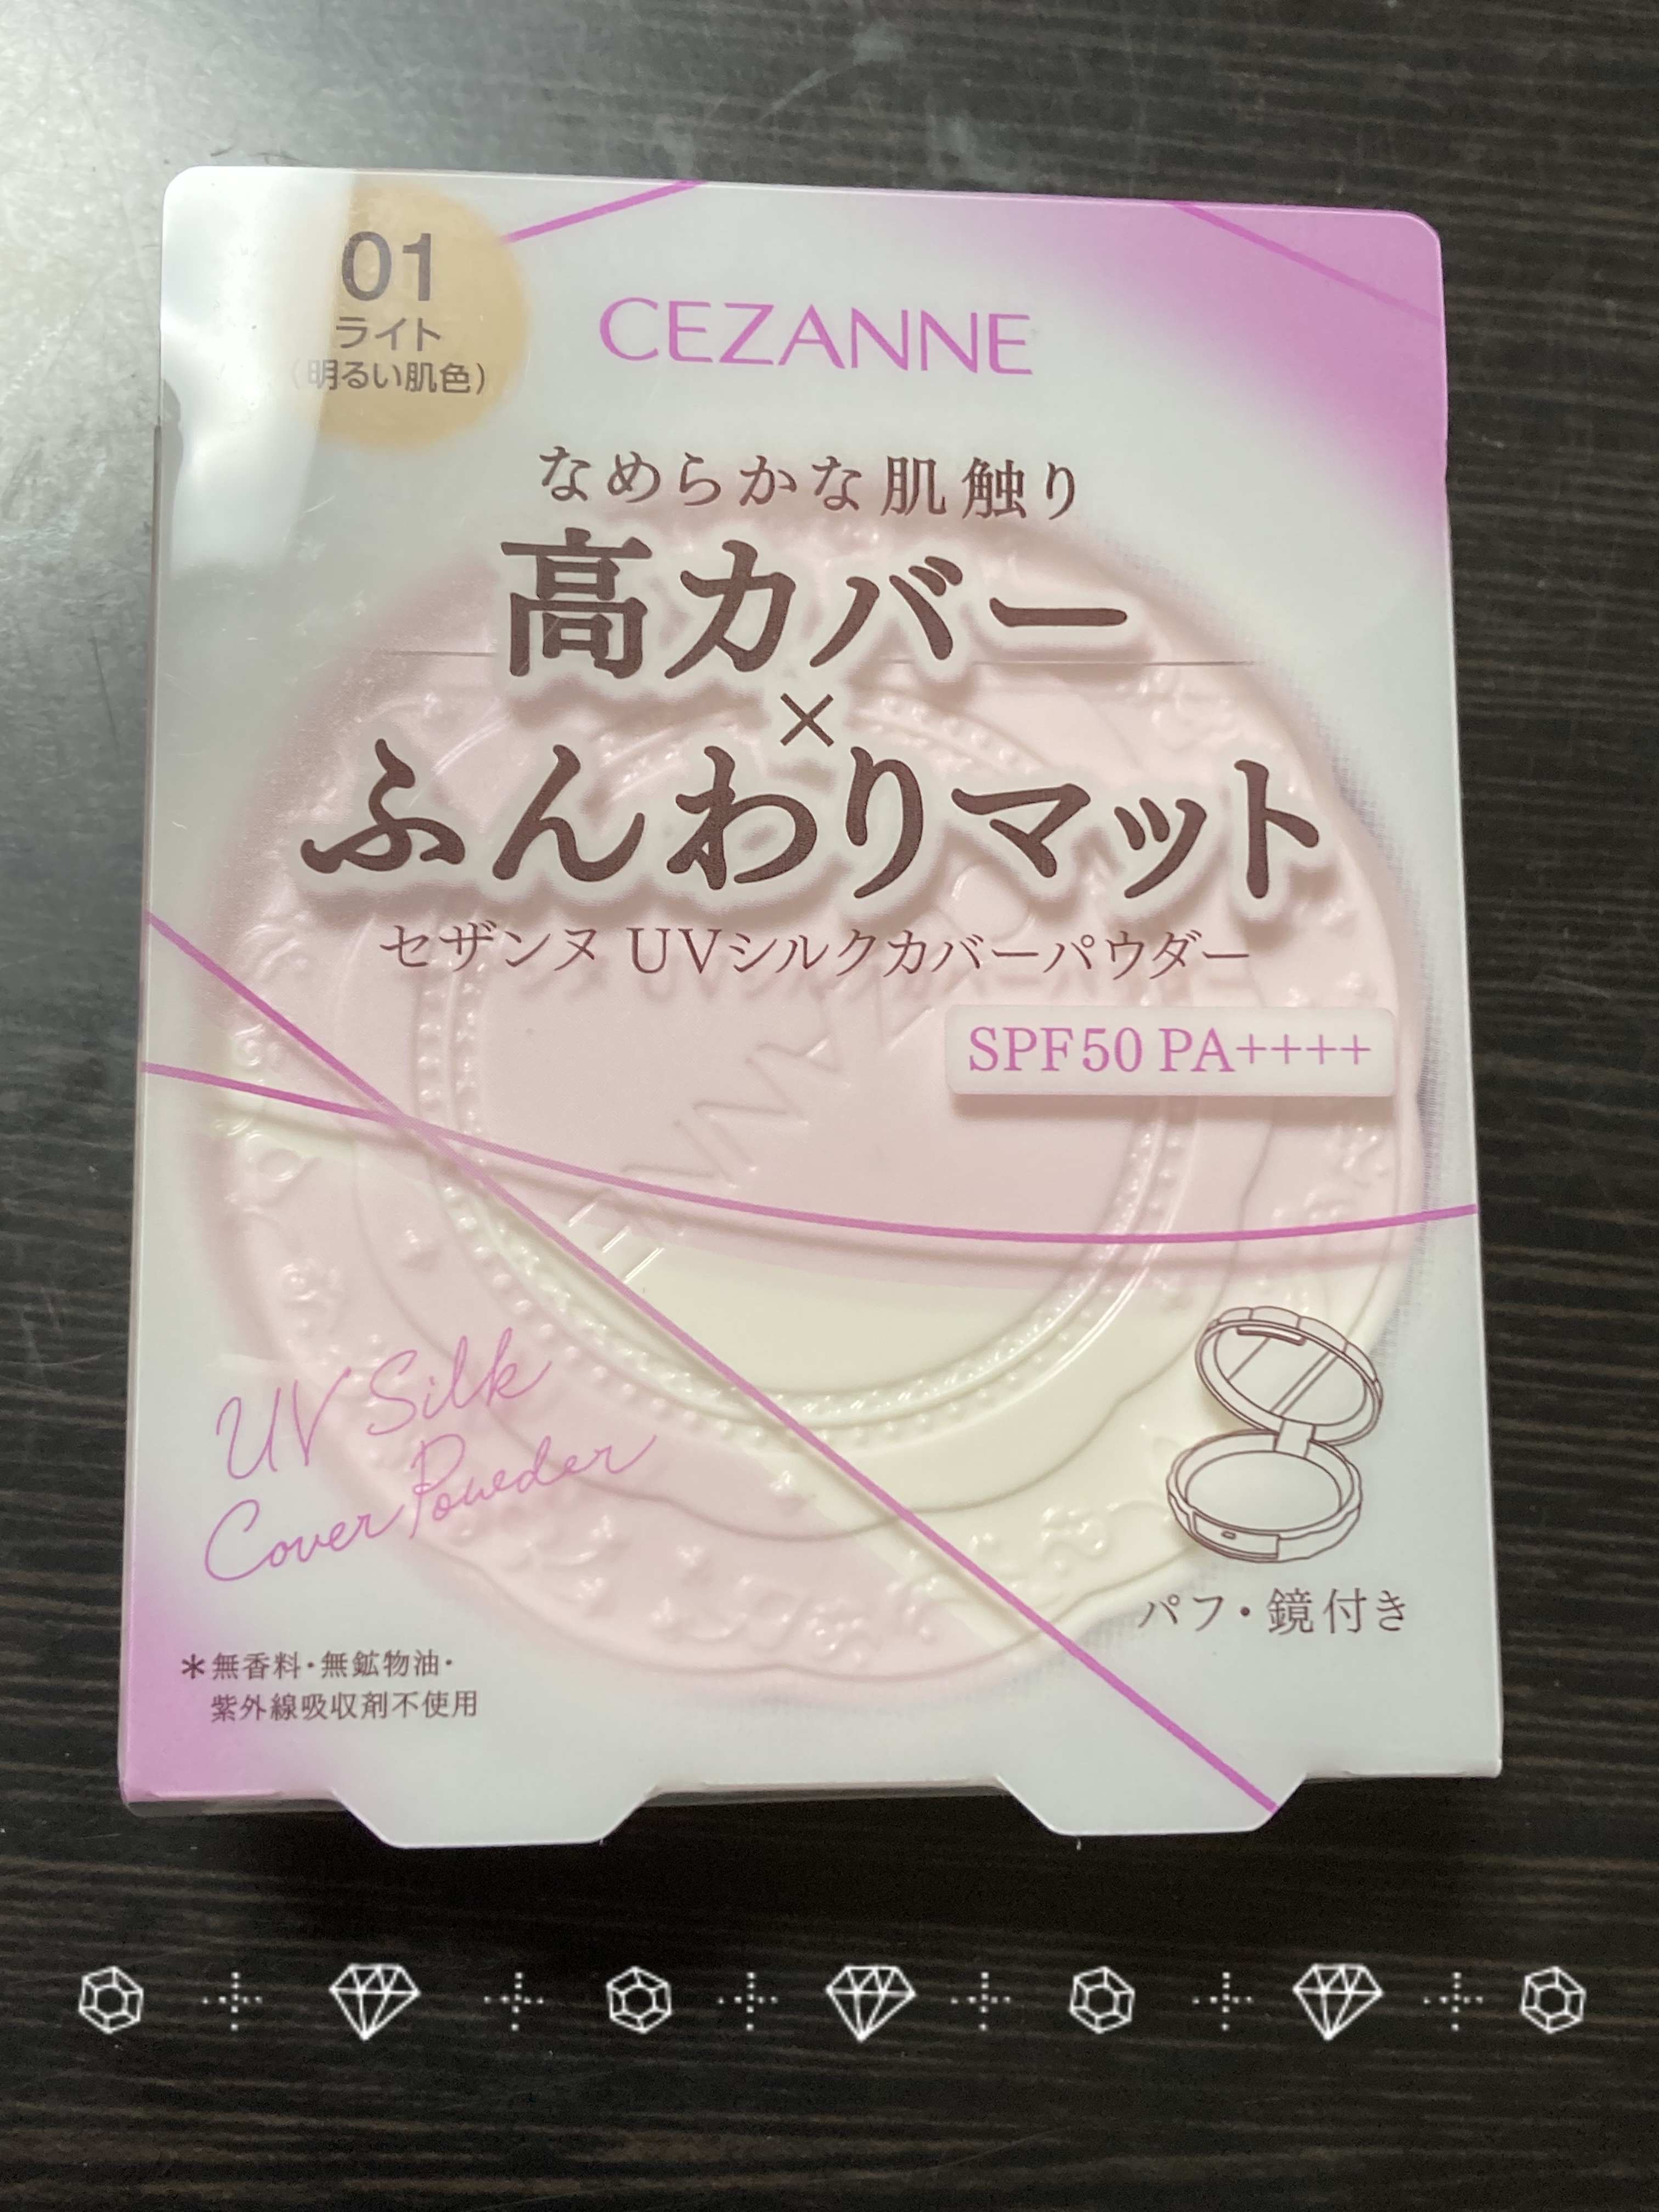 01
ライト
(明るい肌色)
CEZANNE
なめらかな肌触り
高カバー
×
ふんわりマット
セザンヌ UVシルクカバーパウダー
SPF50 PA++++
UV Silk
Cover Powder
パフ・鏡付き
*無香料・無鉱物油・
紫外線吸収剤不使用
CEZANNE